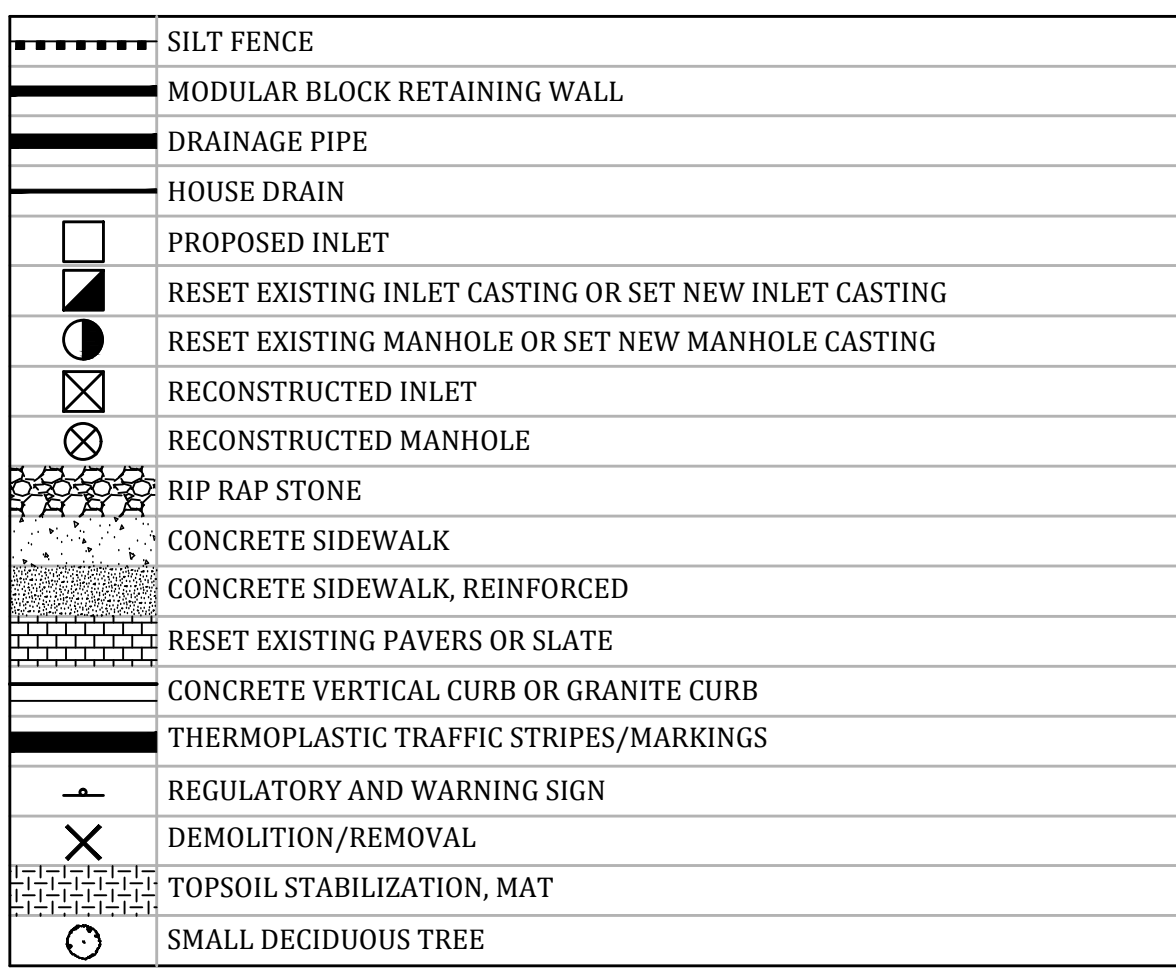 SILT FENCE
MODULAR BLOCK RETAINING WALL
DRAINAGE PIPE
HOUSE DRAIN
PROPOSED INLET
RESET EXISTING INLET CASTING OR SET NEW INLET CASTING
RESET EXISTING MANHOLE OR SET NEW MANHOLE CASTING
RECONSTRUCTED INLET
RECONSTRUCTED MANHOLE
RIP RAP STONE
CONCRETE SIDEWALK
CONCRETE SIDEWALK, REINFORCED
RESET EXISTING PAVERS OR SLATE
CONCRETE VERTICAL CURB OR GRANITE CURB
THERMOPLASTIC TRAFFIC STRIPES/MARKINGS
REGULATORY AND WARNING SIGN
DEMOLITION/REMOVAL
TOPSOIL STABILIZATION, MAT
SMALL DECIDUOUS TREE